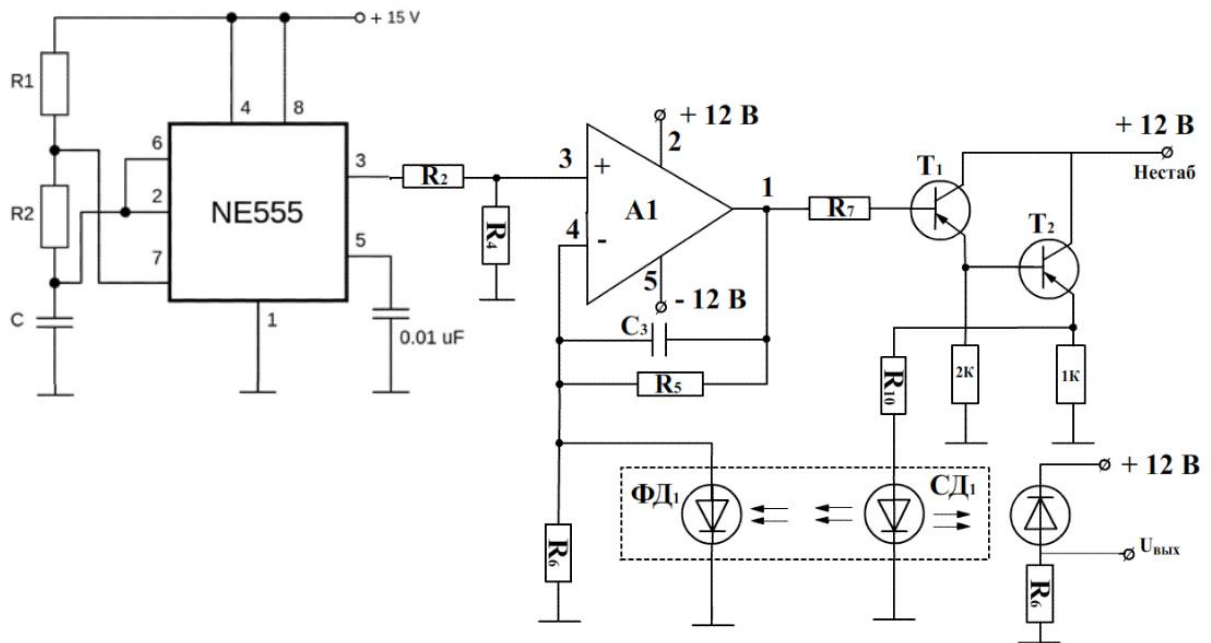 + 15 V
R1
4
8
6
3
R2
2
NE555
7
5
C
1
0.01 uF
R2
R4
3
+
+ 12 В
2
A1
1
4
-
5
- 12 В
C3
R5
R6
R7
T1
T2
+ 12 В
Нестаб
R10
2К
1К
ФД1
СД1
+ 12 В
Uвых
R6